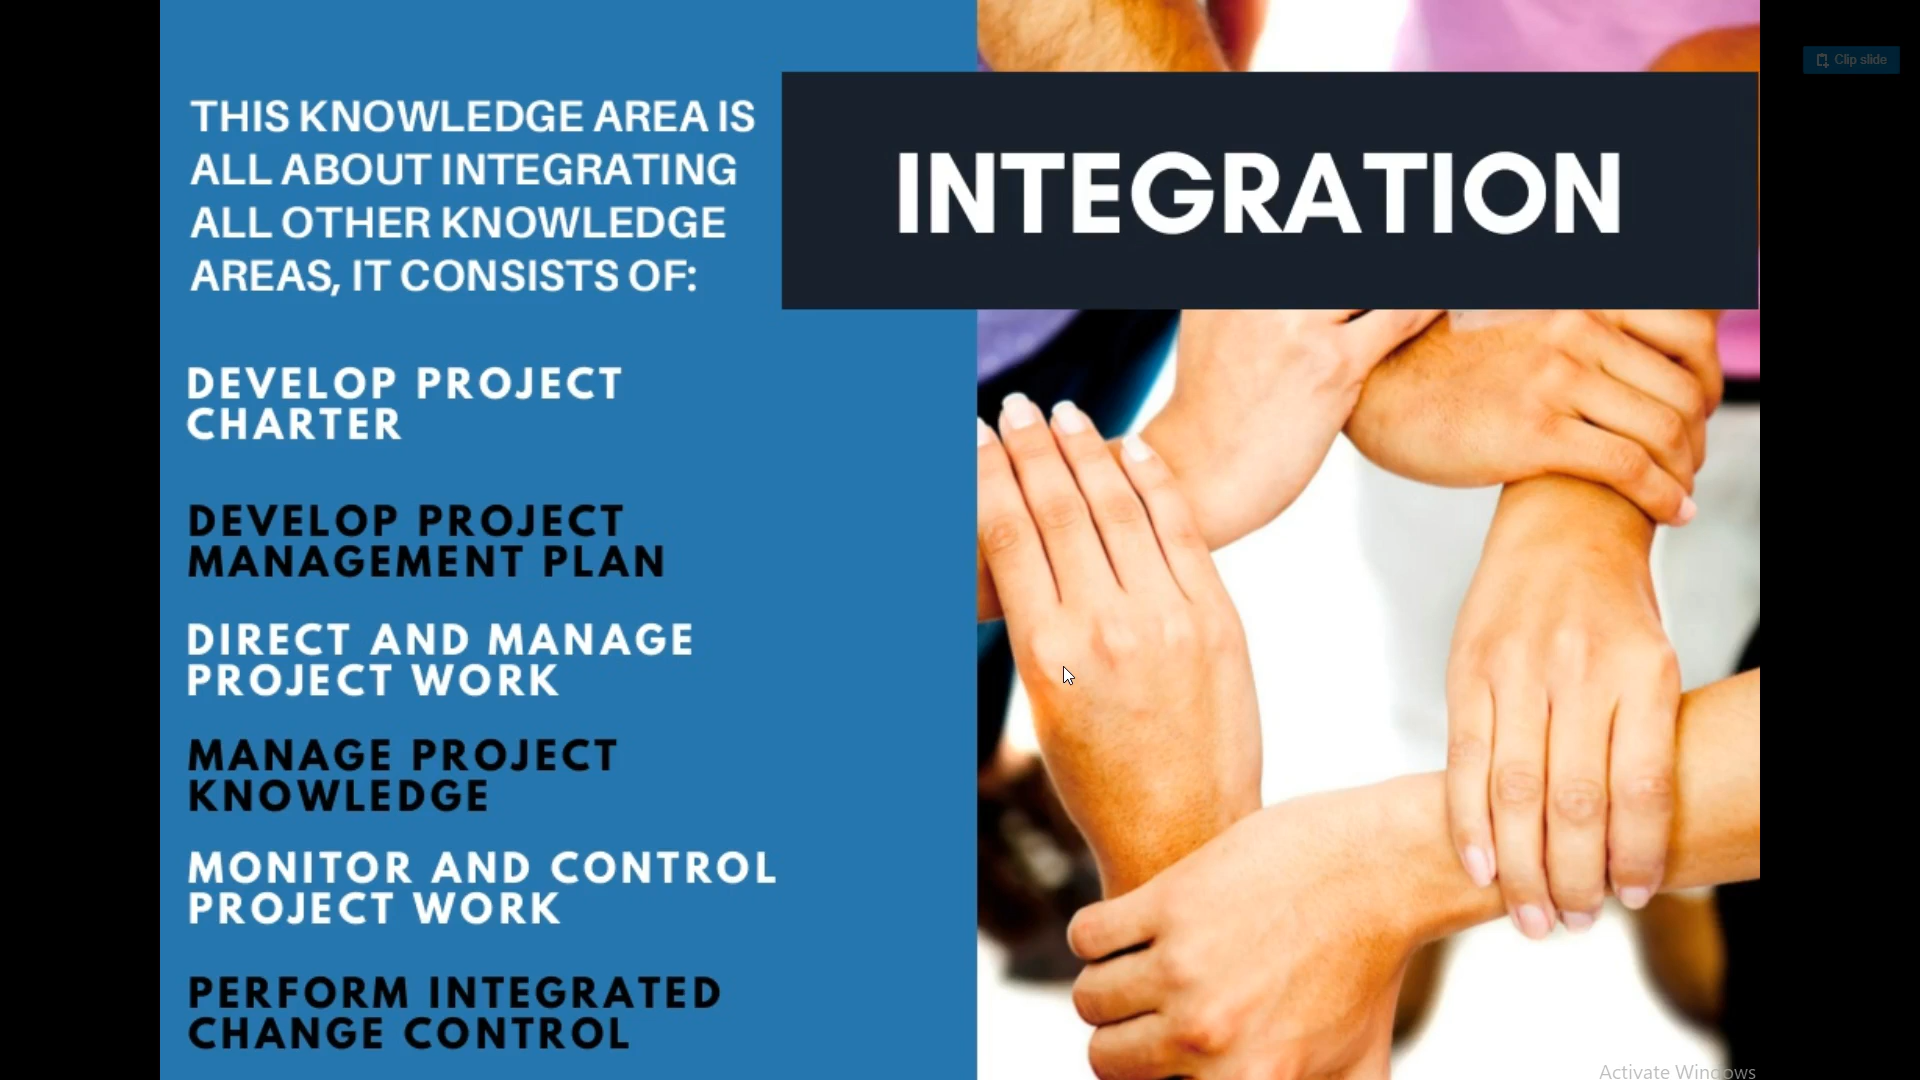 THIS KNOWLEDGE AREA IS
ALL ABOUT INTEGRATING
ALL OTHER KNOWLEDGE
AREAS, IT CONSISTS OF:
INTEGRATION
DEVELOP PROJECT
CHARTER
DEVELOP PROJECT
MANAGEMENT PLAN
DIRECT AND MANAGE
PROJECT WORK
MANAGE PROJECT
KNOWLEDGE
MONITOR AND CONTROL
PROJECT WORK
PERFORM INTEGRATED
CHANGE CONTROL
Clip slide
Activate Windows